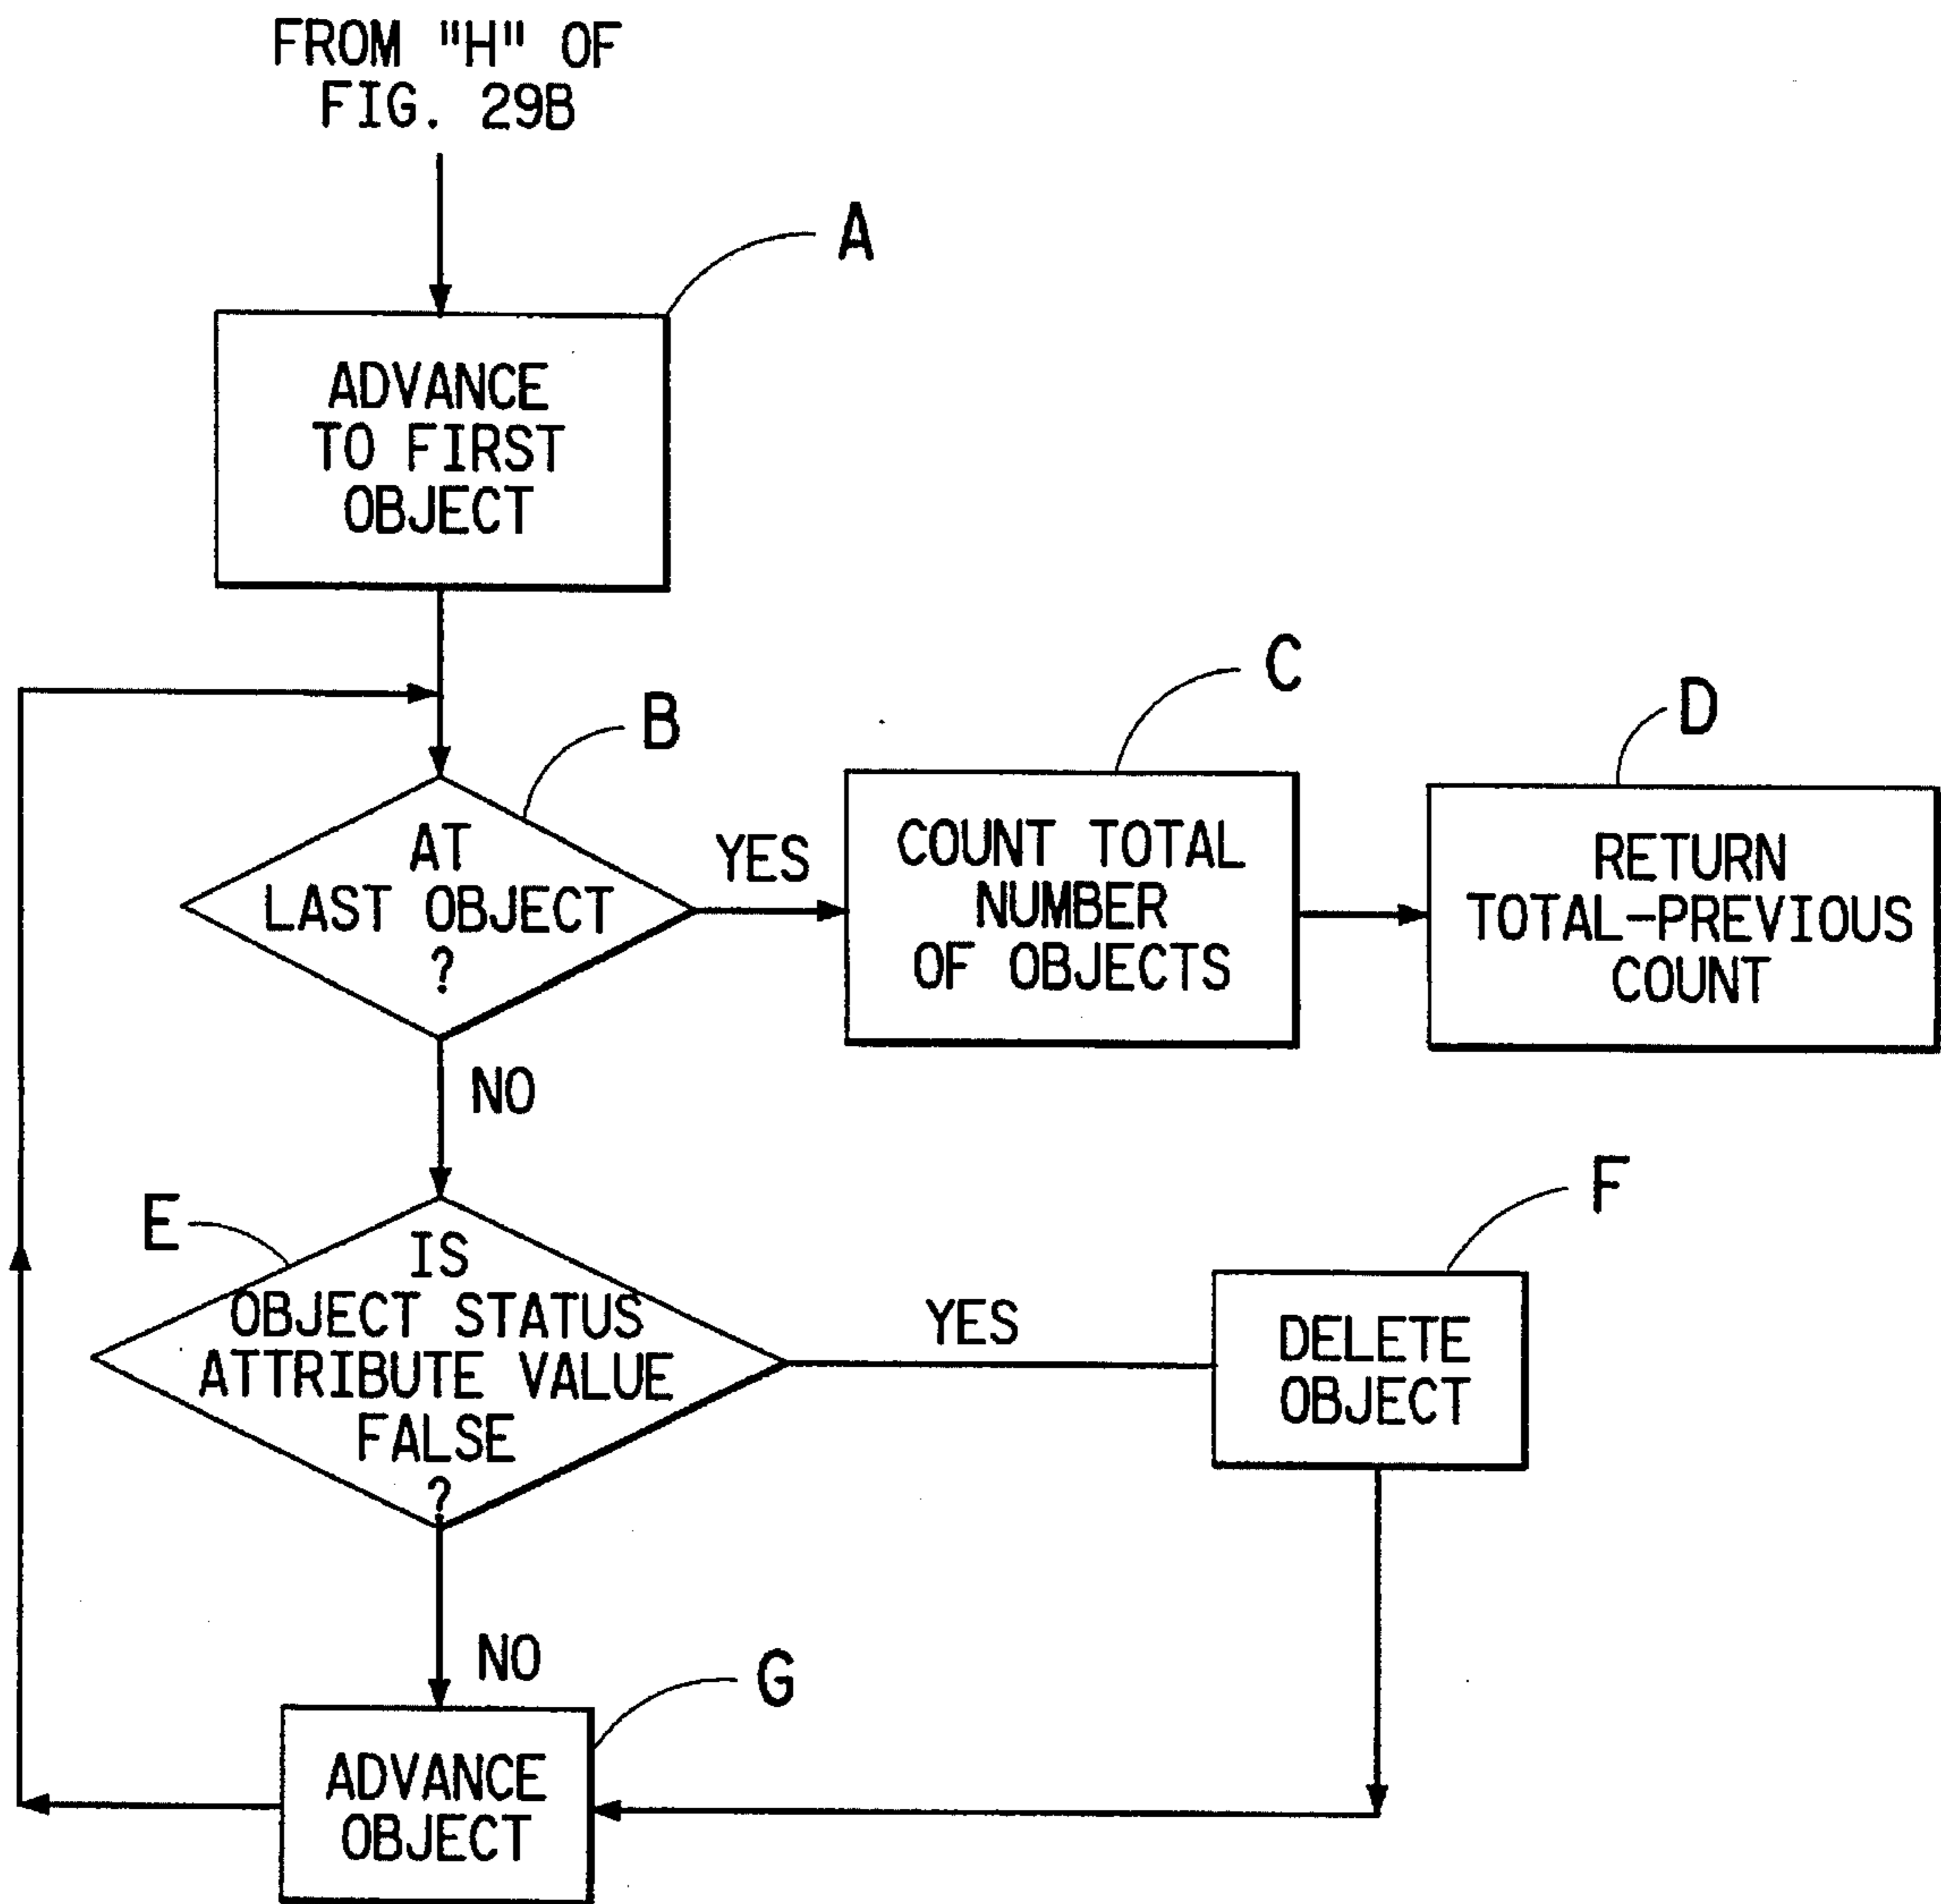 FROM "H" OF
FIG. 29B
A
ADVANCE
TO FIRST
OBJECT
B
AT
LAST OBJECT
?
YES
C
COUNT TOTAL
NUMBER
OF OBJECTS
D
RETURN
TOTAL-PREVIOUS
COUNT
NO
E
IS
OBJECT STATUS
ATTRIBUTE VALUE
FALSE
?
YES
F
DELETE
OBJECT
NO
G
ADVANCE
OBJECT